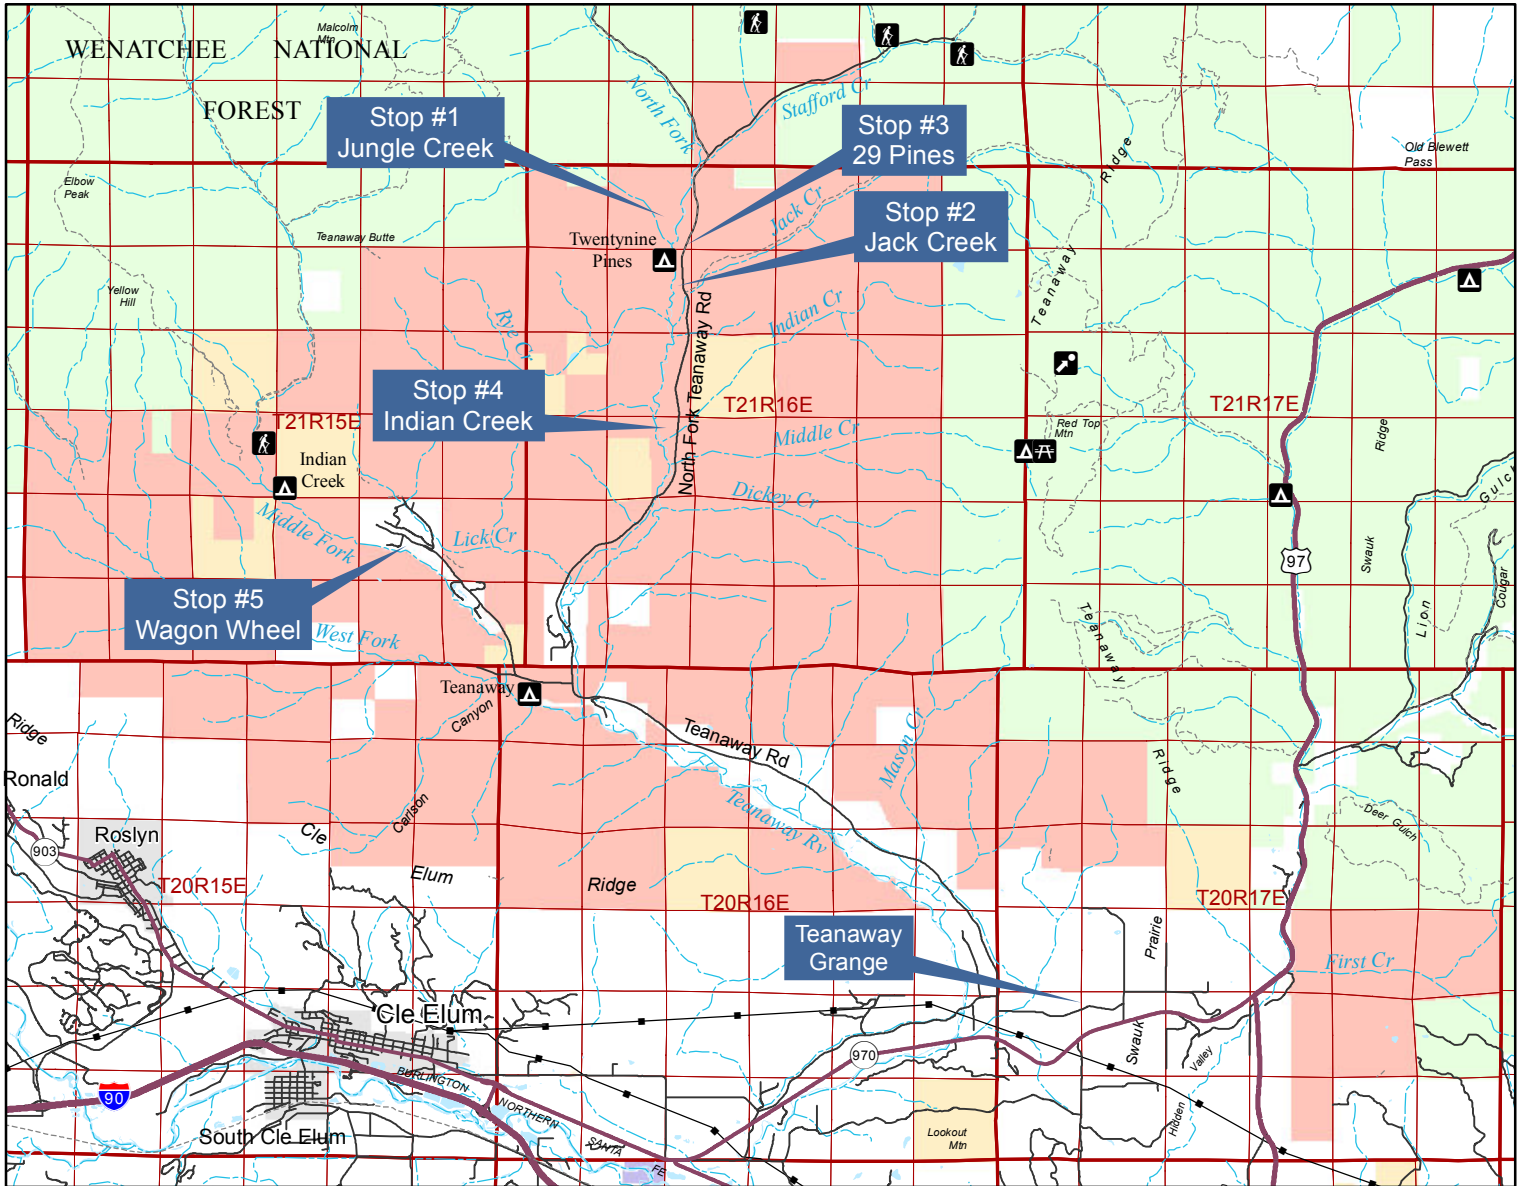 Malcolm
Mtn
WENATCHEE NATIONAL
FOREST
North Fork
Stafford Cr
Stop #1
Jungle Creek
Stop #3
29 Pines
Old Blewett
Pass
Ridge
Elbow
Peak
Jack Cr
Stop #2
Jack Creek
Teanaway Butte
Twentynine
Pines
Teanaway
Yellow
Hill
Rye Cr
Indian Cr
North Fork Teanaway Rd
Stop #4
Indian Creek
T21R15E
T21R16E
T21R17E
Red Top
Mtn
Ridge
Middle Cr
Indian
Creek
Dickey Cr
Gulch
Middle Fork
Lick Cr
Swauk
97
Cougar
Stop #5
Wagon Wheel
West Fork
Lion
Teanaway
Teanaway
Canyon
Ridge
Teanaway Rd
Mason Cr
Ridge
Ronald
Carlson
Teanaway Rv
Deer Gulch
Roslyn
903
Cle
Elum
Ridge
T20R15E
T20R16E
T20R17E
Teanaway
Grange
Prairie
First Cr
Cle Elum
Swauk
Valley
970
90
BURLINGTON
NORTHERN
SANTA
FE
South Cle Elum
Lookout
Mtn
Hidden